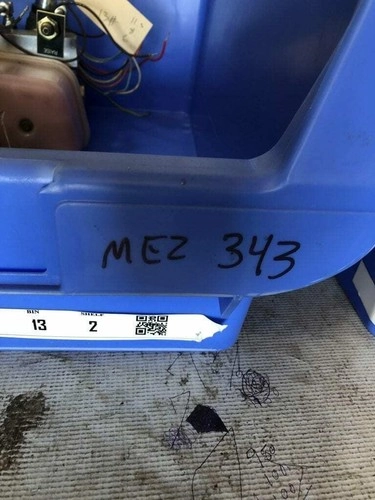 MEZ 343
BIN SHELF
13 2